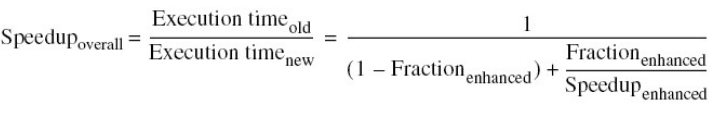 Speedup_overall = Execution time_old / Execution time_new = 1 / ((1 – Fraction_enhanced) + Fraction_enhanced / Speedup_enhanced)